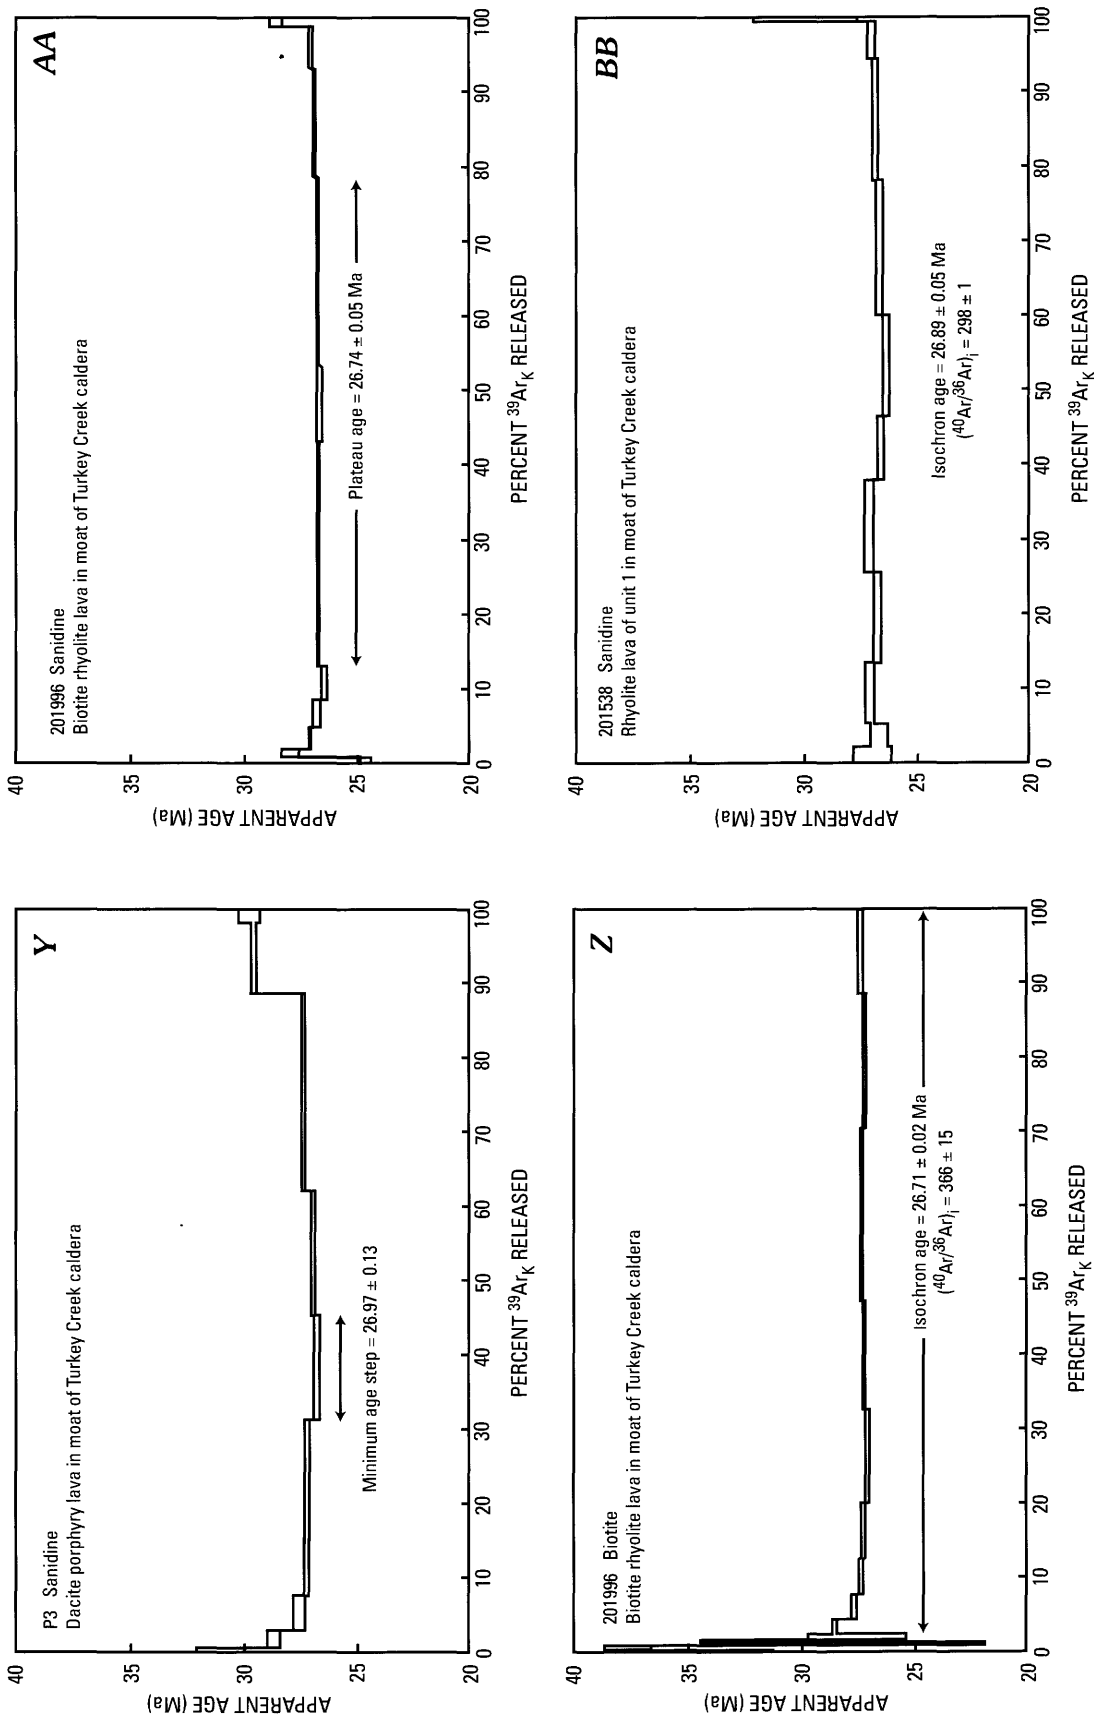 Y
P3 Sanidine
Dacite porphyry lava in moat of Turkey Creek caldera
Minimum age step = 26.97 ± 0.13
APPARENT AGE (Ma)
40
35
30
25
20
0 10 20 30 40 50 60 70 80 90 100
PERCENT ³⁹Ar_K RELEASED
AA
201996 Sanidine
Biotite rhyolite lava in moat of Turkey Creek caldera
Plateau age = 26.74 ± 0.05 Ma
APPARENT AGE (Ma)
40
35
30
25
20
0 10 20 30 40 50 60 70 80 90 100
PERCENT ³⁹Ar_K RELEASED
Z
201996 Biotite
Biotite rhyolite lava in moat of Turkey Creek caldera
Isochron age = 26.71 ± 0.02 Ma
(⁴⁰Ar/³⁶Ar)ᵢ = 366 ± 15
APPARENT AGE (Ma)
40
35
30
25
20
0 10 20 30 40 50 60 70 80 90 100
PERCENT ³⁹Ar_K RELEASED
BB
201538 Sanidine
Rhyolite lava of unit 1 in moat of Turkey Creek caldera
Isochron age = 26.89 ± 0.05 Ma
(⁴⁰Ar/³⁶Ar)ᵢ = 298 ± 1
APPARENT AGE (Ma)
40
35
30
25
20
0 10 20 30 40 50 60 70 80 90 100
PERCENT ³⁹Ar_K RELEASED